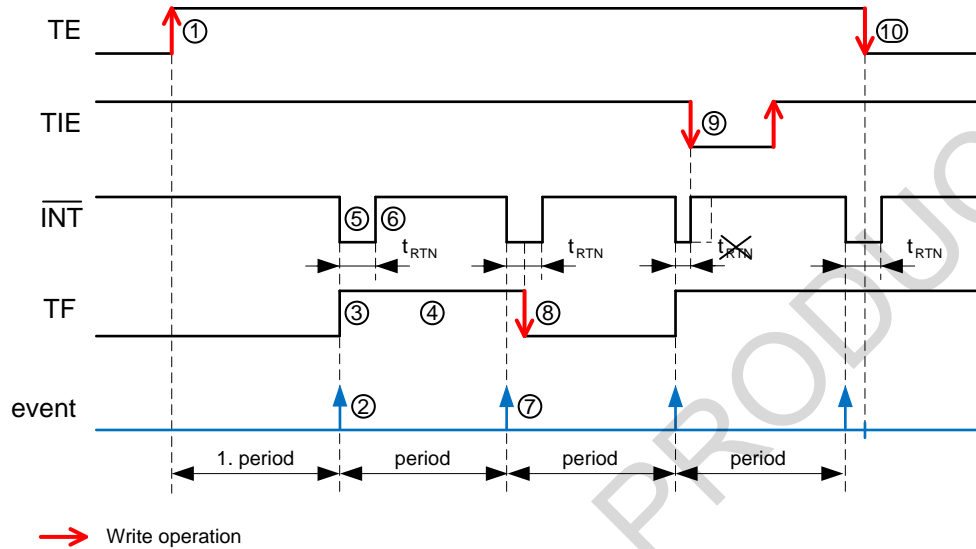 TE ① ⑩
TIE ⑨
INT ⑤ ⑥
tRTN tRTN tRTN tRTN
TF ③ ④ ⑧
event ② ⑦
1. period period period period
Write operation
PRODUC